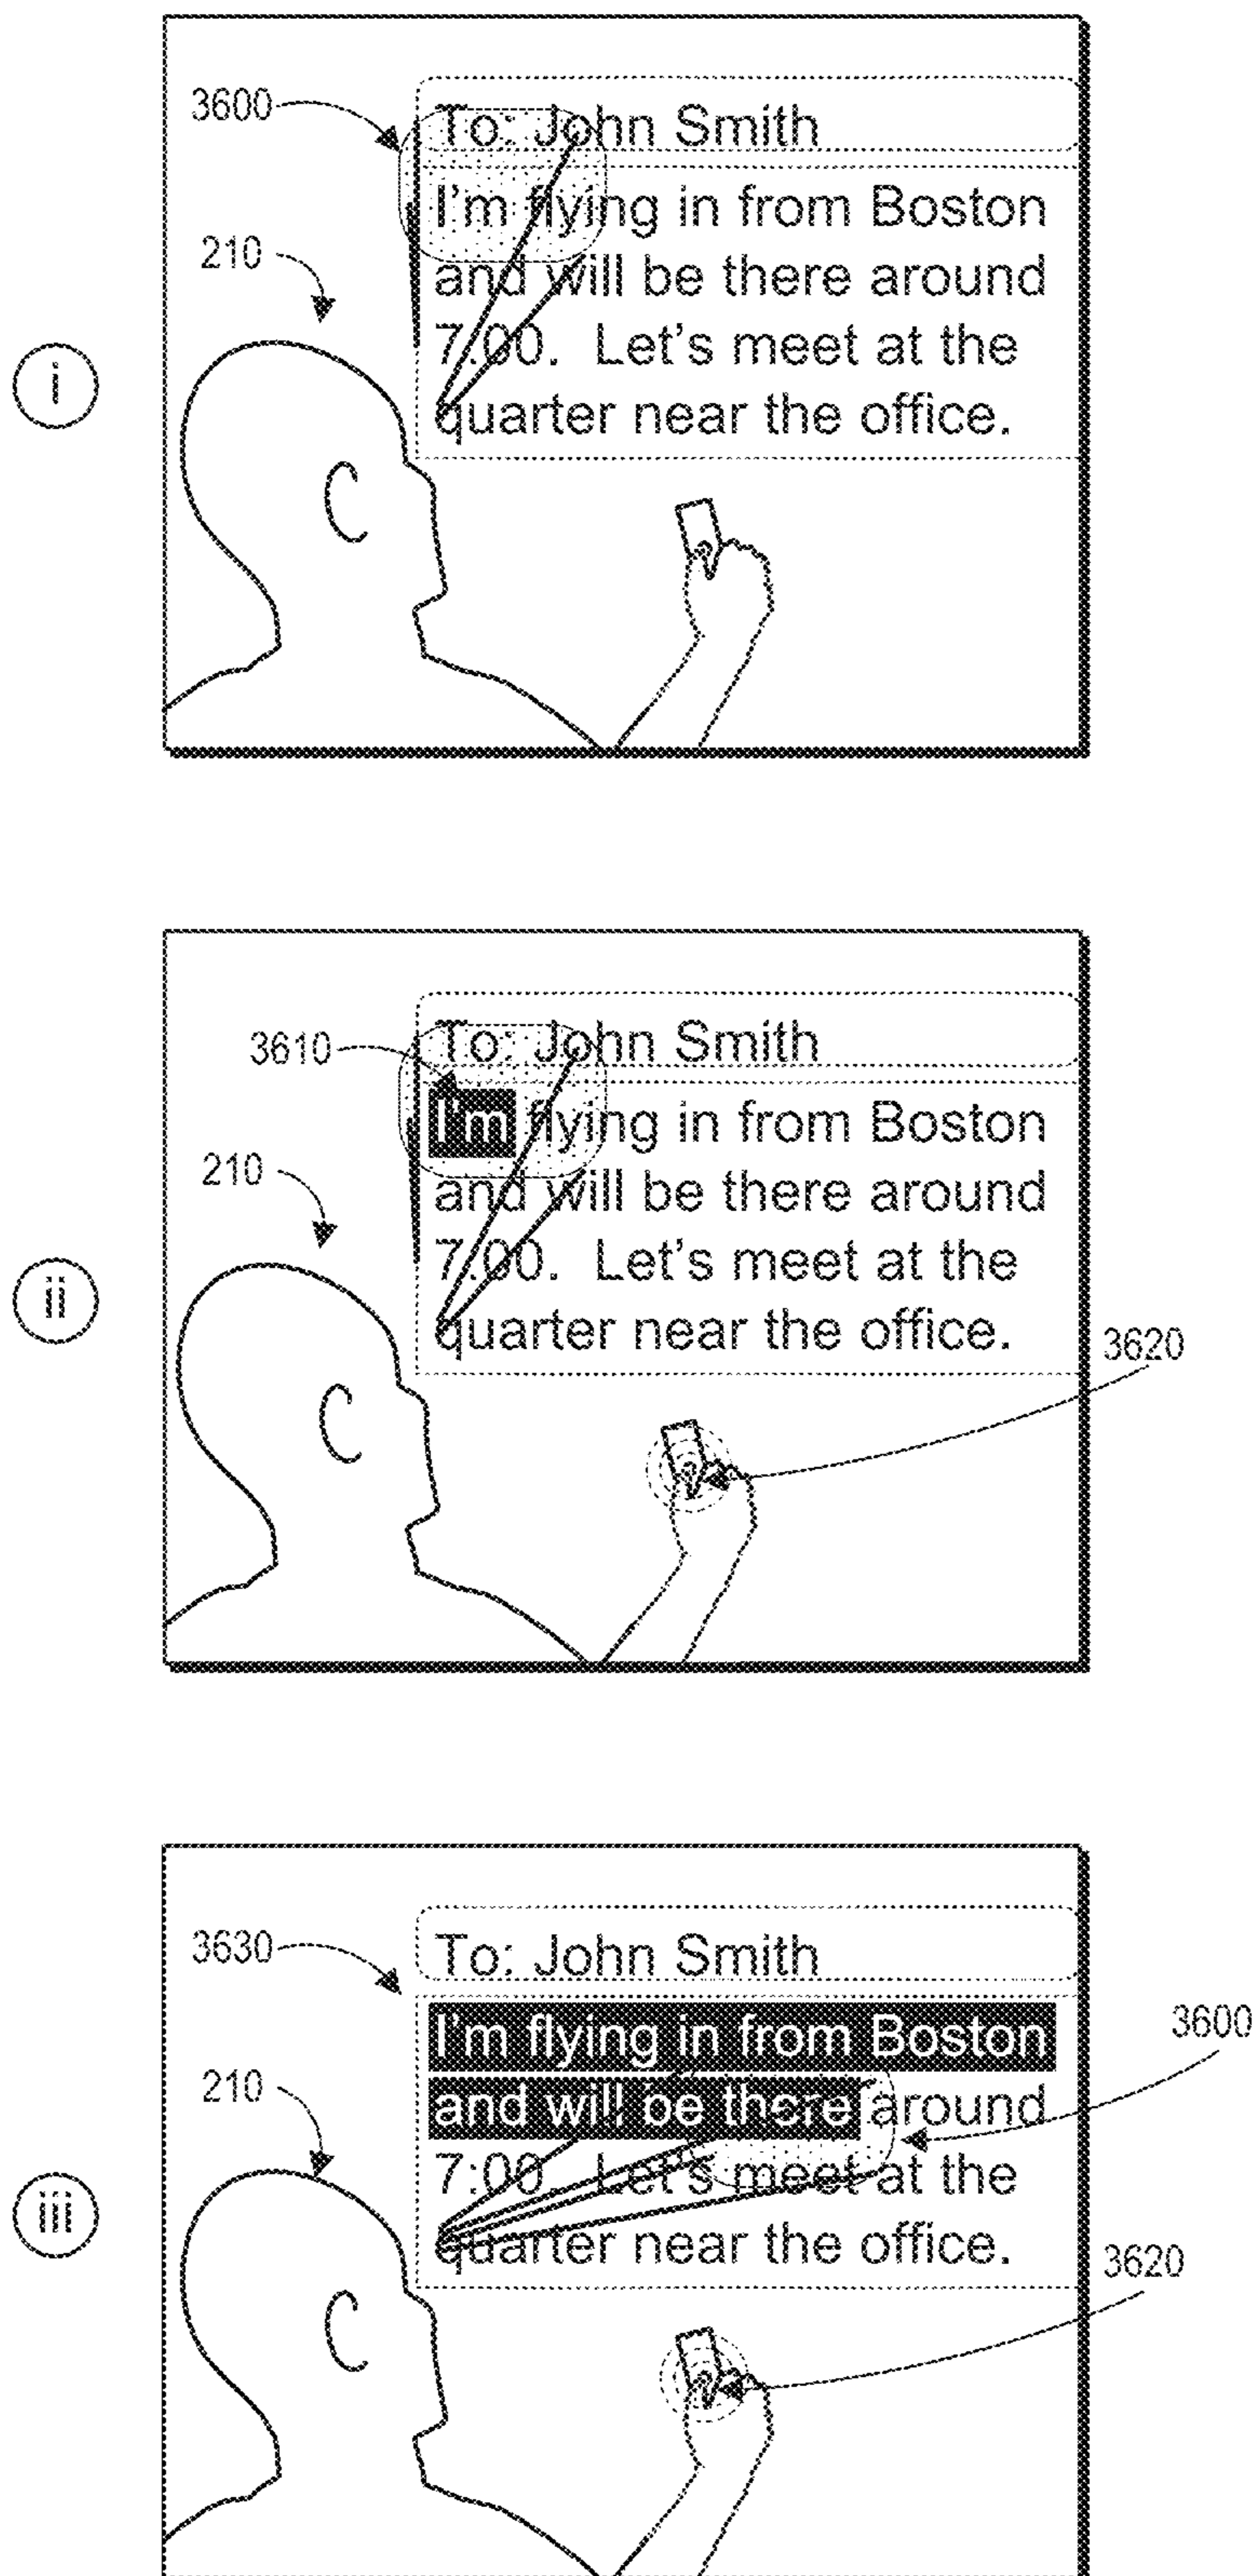 3600
To: John Smith
I'm flying in from Boston
210
and will be there around
i
7:00. Let's meet at the
quarter near the office.
To: John Smith
3610
I'm flying in from Boston
210
and will be there around
ii
7:00. Let's meet at the
quarter near the office.
3620
3630
To: John Smith
I'm flying in from Boston
3600
210
and will be there around
iii
7:00. Let's meet at the
quarter near the office.
3620